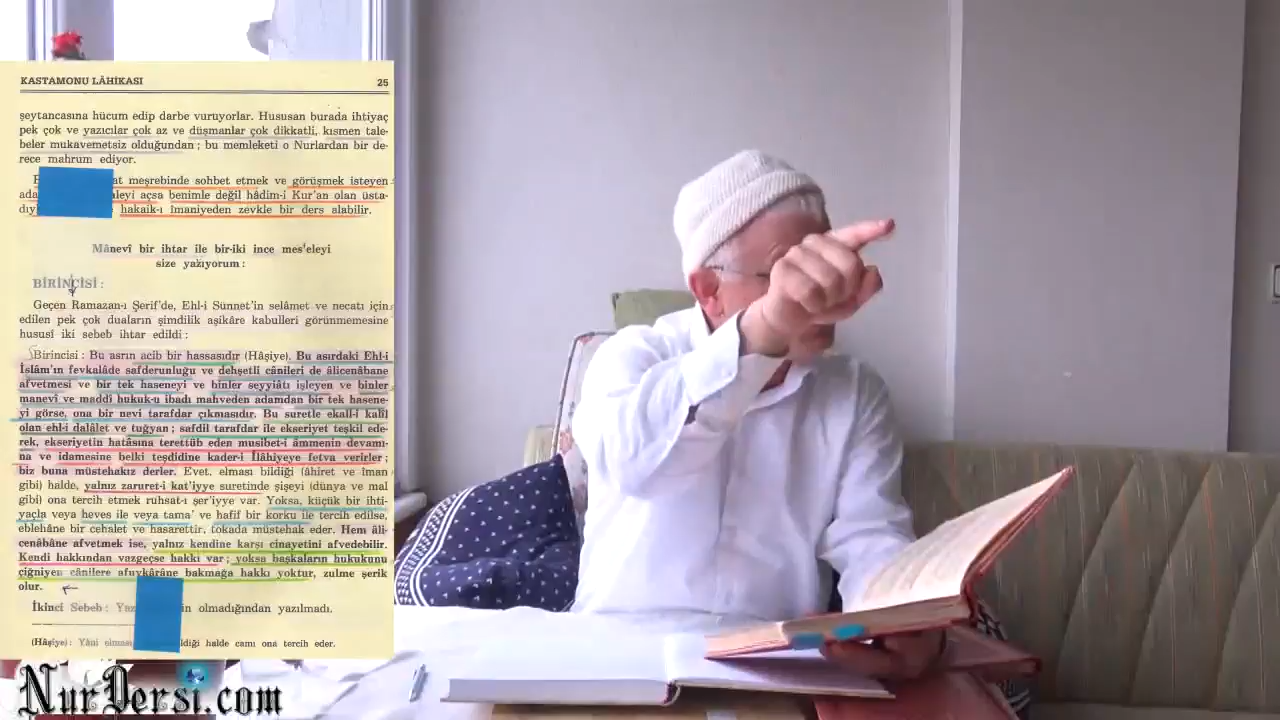 KASTAMONU LÂHİKASI 25
şeytancasına hücum edip darbe vuruyorlar. Hususan burada ihtiyaç
pek çok ve yazıcılar çok az ve düşmanlar çok dikkatli, kısmen tale-
beler mukavemetsiz olduğundan; bu memleketi o Nurlardan bir de-
rece mahrum ediyor.
meşrebinde sohbet etmek ve görüşmek isteyen
açsa benimle değil hâdim-i Kur'an olan üsta-
hakaik-ı îmaniyeden zevkle bir ders alabilir.
Mânevî bir ihtar ile bir-iki ince mes'eleyi
size yazıyorum:
BİRİNCİSİ:
Geçen Ramazan-ı Şerif'de, Ehl-i Sünnet'in selâmet ve necatı için
edilen pek çok duaların şimdilik aşikâre kabulleri görünmemesine
hususî iki sebeb ihtar edildi:
Birincisi: Bu asrın acib bir hassasıdır (Hâşiye). Bu asırdaki Ehl-i
İslâm'ın fevkalâde safderunluğu ve dehşetli cânileri de âlicenâbane
afvetmesi ve bir tek haseneyi ve binler seyyiâtı işleyen ve binler
manevî ve maddî hukuk-u ibadı mahveden adamdan bir tek hasene-
yi görse, ona bir nevi tarafdar çıkmasıdır. Bu suretle ekall-i kalîl
olan ehl-i dalâlet ve tuğyan; safdil tarafdar ile ekseriyet teşkil ede-
rek, ekseriyetin hatâsına terettüb eden musibet-i âmmenin devamı-
na ve idamesine belki teşdidine kader-i İlâhiyeye fetva verirler;
biz buna müstehakız derler. Evet, elması bildiği (âhiret ve îman
gibi) halde, yalnız zaruret-i kat'iyye suretinde şişeyi (dünya ve mal
gibi) ona tercih etmek ruhsat-ı şer'iyye var. Yoksa, küçük bir ihti-
yaçla veya heves ile veya tama' ve hafif bir korku ile tercih edilse,
eblehâne bir cehalet ve hasarettir, tokada müstehak eder. Hem âli-
cenâbâne afvetmek ise, yalnız kendine karşı cinayetini afvedebilir.
Kendi hakkından vazgeçse hakkı var; yoksa başkaların hukukunu
çiğniyen cânilere afuvkârâne bakmağa hakkı yoktur, zulme şerik
olur.
İkinci Sebeb: olmadığından yazılmadı.
(Hâşiye): Yâni elması halde camı ona tercih eder.
NurDersi.com